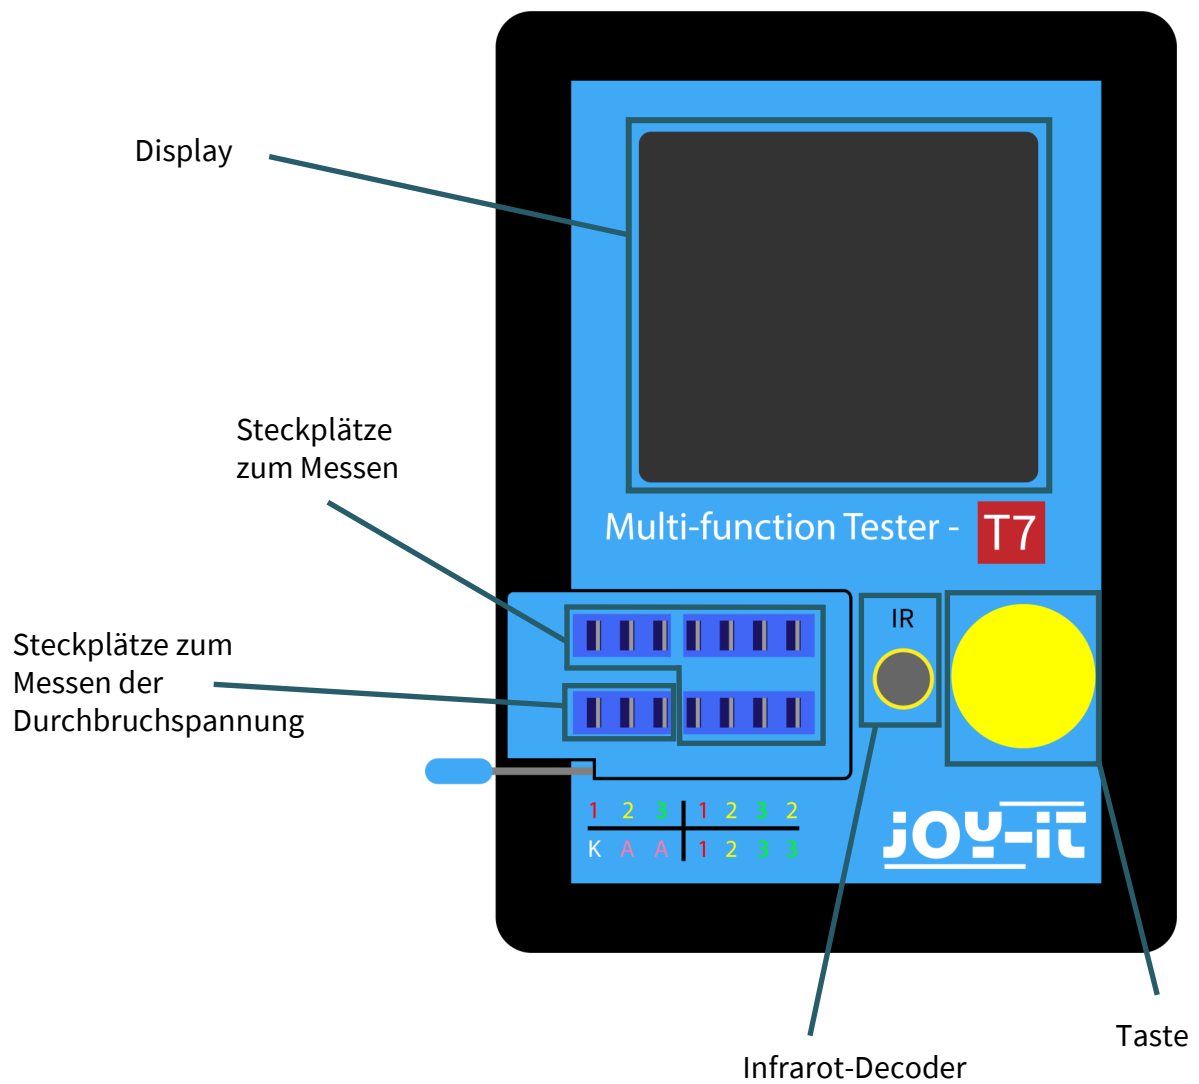 Display
Steckplätze
zum Messen
Multi-function Tester - T7
IR
Steckplätze zum
Messen der
Durchbruchspannung
1 2 3 1 2 3 2
K A A 1 2 3 3
JOY-iT
Taste
Infrarot-Decoder